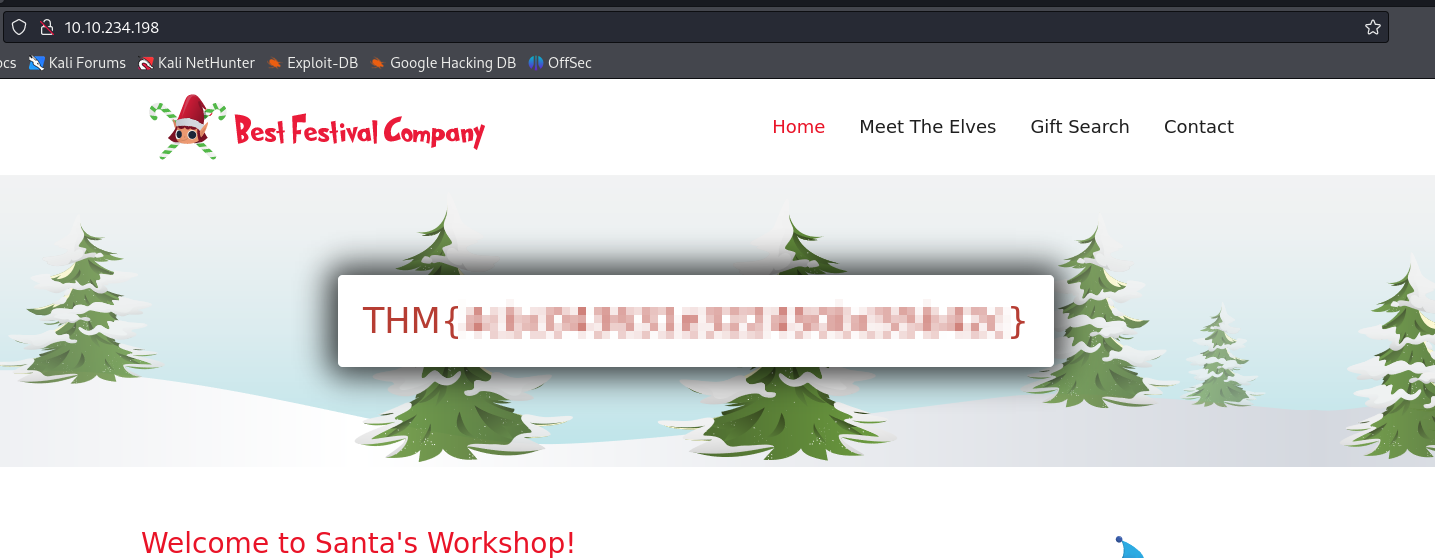 10.10.234.198
ocs Kali Forums Kali NetHunter Exploit-DB Google Hacking DB OffSec
Best Festival Company Home Meet The Elves Gift Search Contact
THM{ }
Welcome to Santa's Workshop!